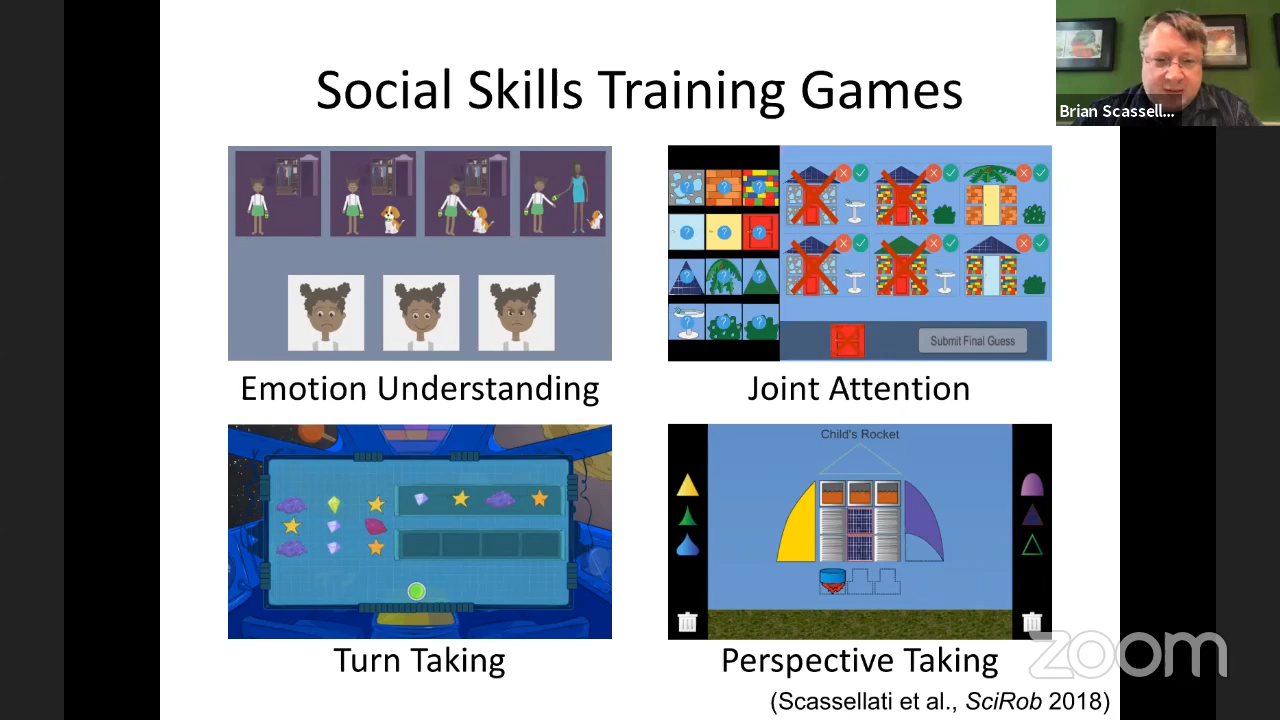 Social Skills Training Games
Brian Scassell...
Submit Final Guess
Emotion Understanding
Joint Attention
Child's Rocket
Turn Taking
Perspective Taking
zoom
(Scassellati et al., SciRob 2018)